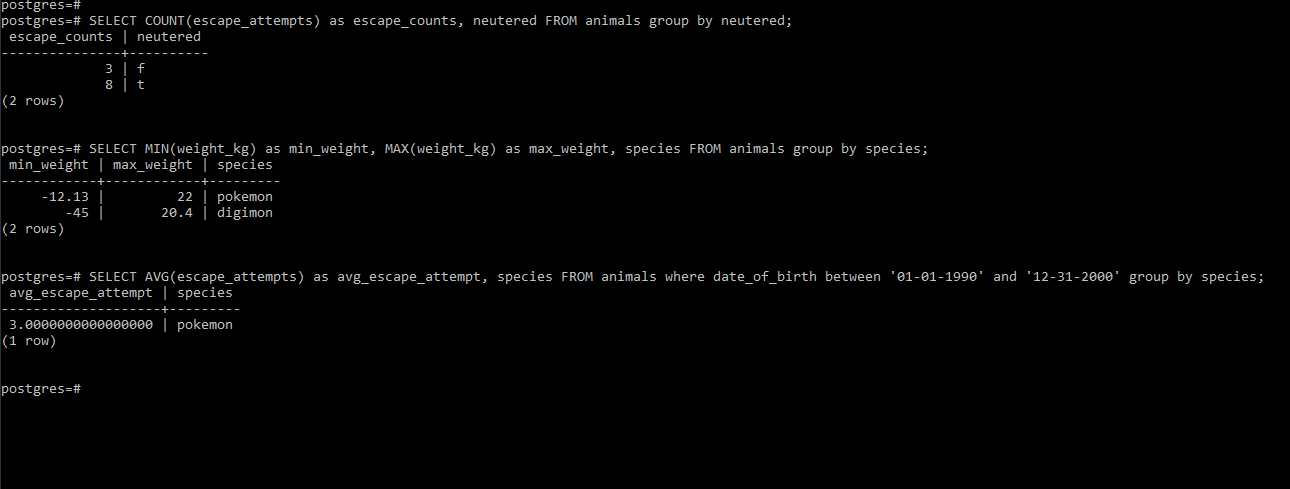 postgres=#
postgres=# SELECT COUNT(escape_attempts) as escape_counts, neutered FROM animals group by neutered;
 escape_counts | neutered
---------------+----------
             3 | f
             8 | t
(2 rows)
postgres=# SELECT MIN(weight_kg) as min_weight, MAX(weight_kg) as max_weight, species FROM animals group by species;
 min_weight | max_weight | species
------------+------------+---------
     -12.13 |         22 | pokemon
        -45 |       20.4 | digimon
(2 rows)
postgres=# SELECT AVG(escape_attempts) as avg_escape_attempt, species FROM animals where date_of_birth between '01-01-1990' and '12-31-2000' group by species;
 avg_escape_attempt | species
--------------------+---------
 3.0000000000000000 | pokemon
(1 row)
postgres=#